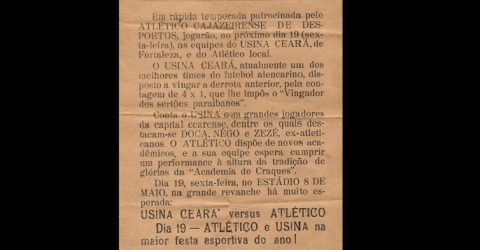 Em rápida temporada patrocinada pelo
ATLÉTICO CAJAZEIRENSE DE DES-
PORTOS, jogarão, no próximo dia 19 (sex-
ta-feira), as equipes do USINA CEARÁ, de
Fortaleza, e do Atlético local.
O USINA CEARÁ, atualmente um dos
melhores times do futebol alencarino, dis-
posto a vingar a derrota anterior, pela con-
tagem de 4 x 1, que lhe impôs o "Vingador
dos sertões paraibanos".
Conta o USINA com grandes jogadores
da capital cearense, dentre os quais desta-
cam-se DOCA, NÊGO e ZEZÉ, ex-atleti-
canos. O ATLÉTICO dispõe de novos aca-
dêmicos, e a sua equipe espera cumprir
um performance à altura da tradição de
glórias da "Academia de Craques".
Dia 19, sexta-feira, no ESTÁDIO 8 DE
MAIO, na grande revanche há muito es-
perada:
USINA CEARA' versus ATLÉTICO
Dia 19 — ATLÉTICO e USINA na
maior festa esportiva do ano!